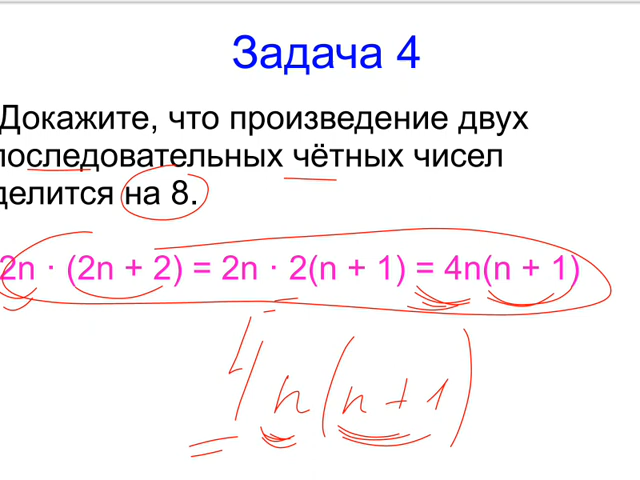 Задача 4
Докажите, что произведение двух
последовательных чётных чисел
делится на 8.
2n · (2n + 2) = 2n · 2(n + 1) = 4n(n + 1)
4n(n+1)